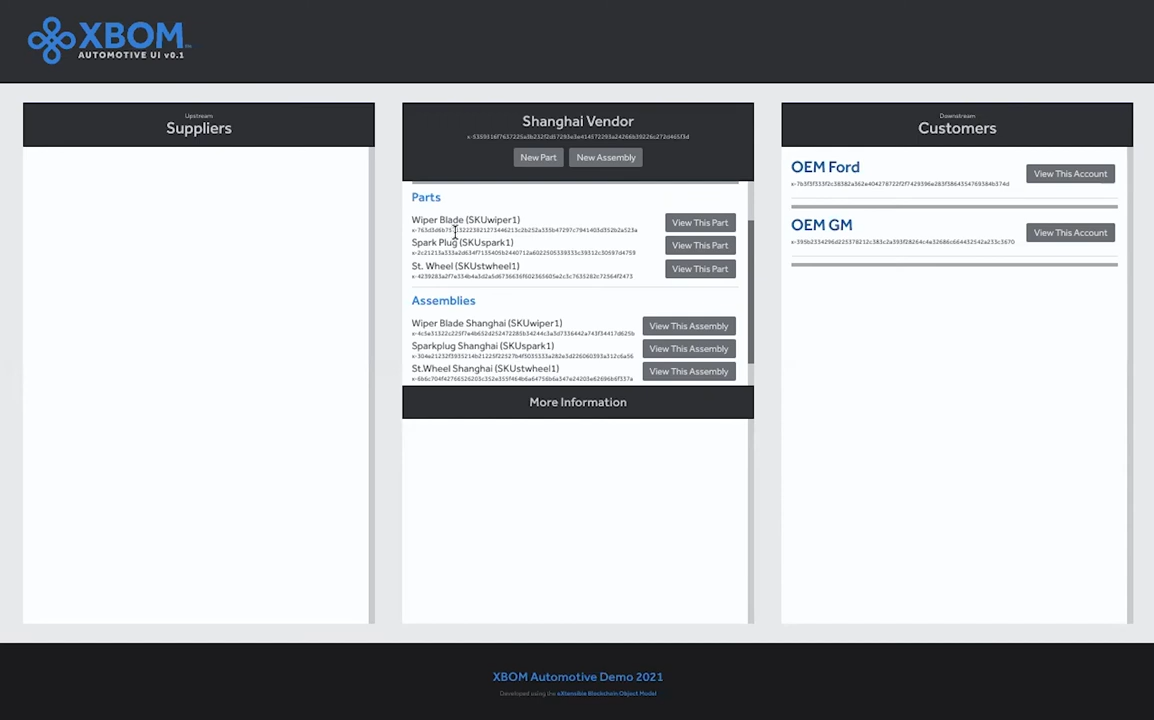 XBOM
AUTOMOTIVE UI v0.1
Upstream
Suppliers
Shanghai Vendor
New Part
New Assembly
Parts
Wiper Blade (SKUwiper1)
View This Part
Spark Plug (SKUspark1)
View This Part
St. Wheel (SKUstwheel1)
View This Part
Assemblies
Wiper Blade Shanghai (SKUwiper1)
View This Assembly
Sparkplug Shanghai (SKUspark1)
View This Assembly
St.Wheel Shanghai (SKUstwheel1)
View This Assembly
More Information
Downstream
Customers
OEM Ford
View This Account
OEM GM
View This Account
XBOM Automotive Demo 2021
Developed using the eXtensible Blockchain Object Model